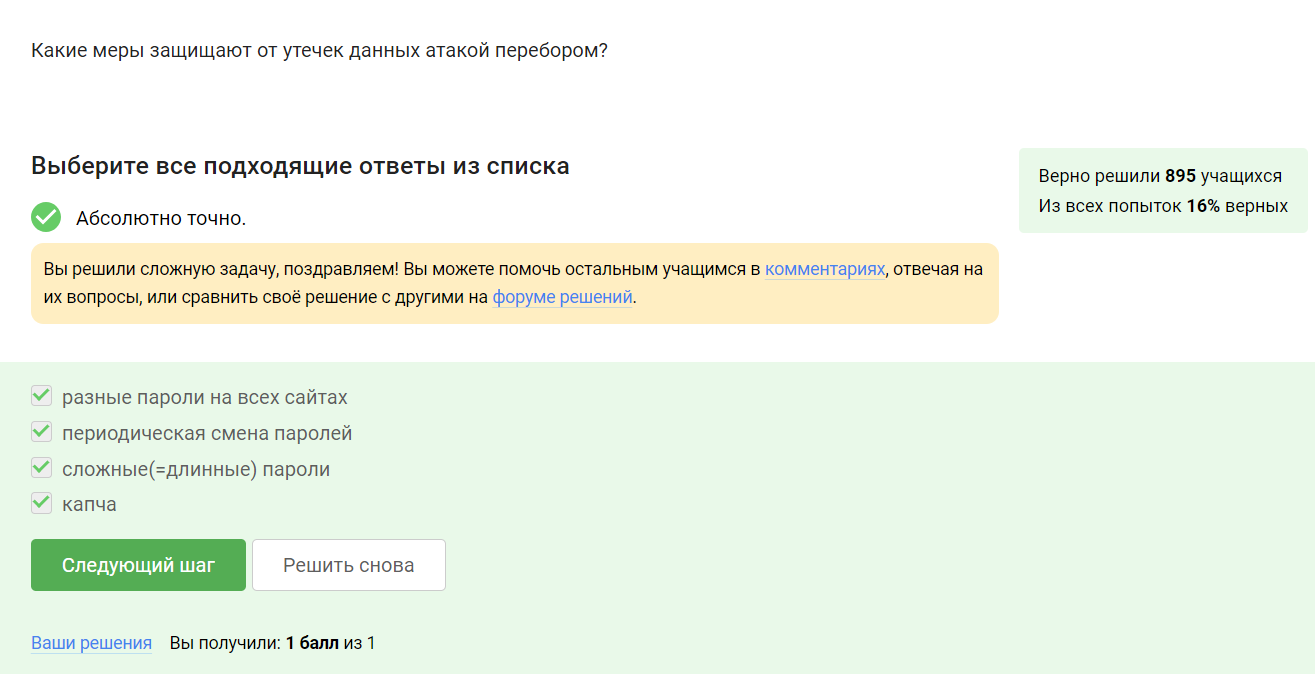 Какие меры защищают от утечек данных атакой перебором?
Выберите все подходящие ответы из списка
Верно решили 895 учащихся
Из всех попыток 16% верных
Абсолютно точно.
Вы решили сложную задачу, поздравляем! Вы можете помочь остальным учащимся в комментариях, отвечая на
их вопросы, или сравнить своё решение с другими на форуме решений.
разные пароли на всех сайтах
периодическая смена паролей
сложные(=длинные) пароли
капча
Следующий шаг
Решить снова
Ваши решения
Вы получили: 1 балл из 1